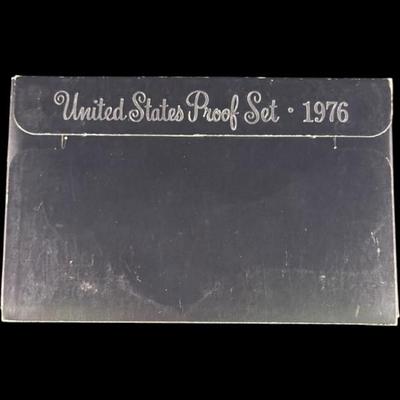 United States Proof Set · 1976